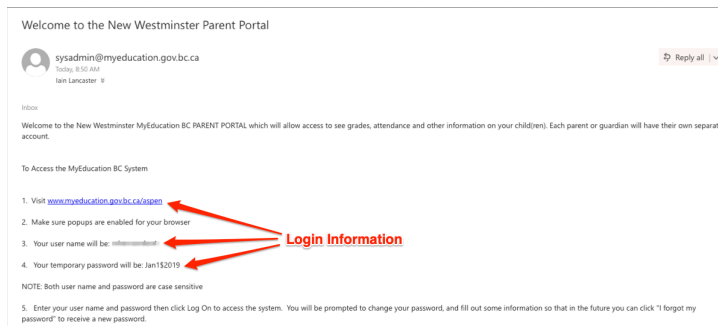 Welcome to the New Westminster Parent Portal
sysadmin@myeducation.gov.bc.ca
Today, 8:50 AM
Iain Lancaster
Reply all
Inbox
Welcome to the New Westminster MyEducation BC PARENT PORTAL which will allow access to see grades, attendance and other information on your child(ren). Each parent or guardian will have their own separat
account.
To Access the MyEducation BC System
1. Visit www.myeducation.gov.bc.ca/aspen
2. Make sure popups are enabled for your browser
Login Information
3. Your user name will be:
4. Your temporary password will be: Jan1$2019
NOTE: Both user name and password are case sensitive
5. Enter your user name and password then click Log On to access the system. You will be prompted to change your password, and fill out some information so that in the future you can click "I forgot my
password" to receive a new password.